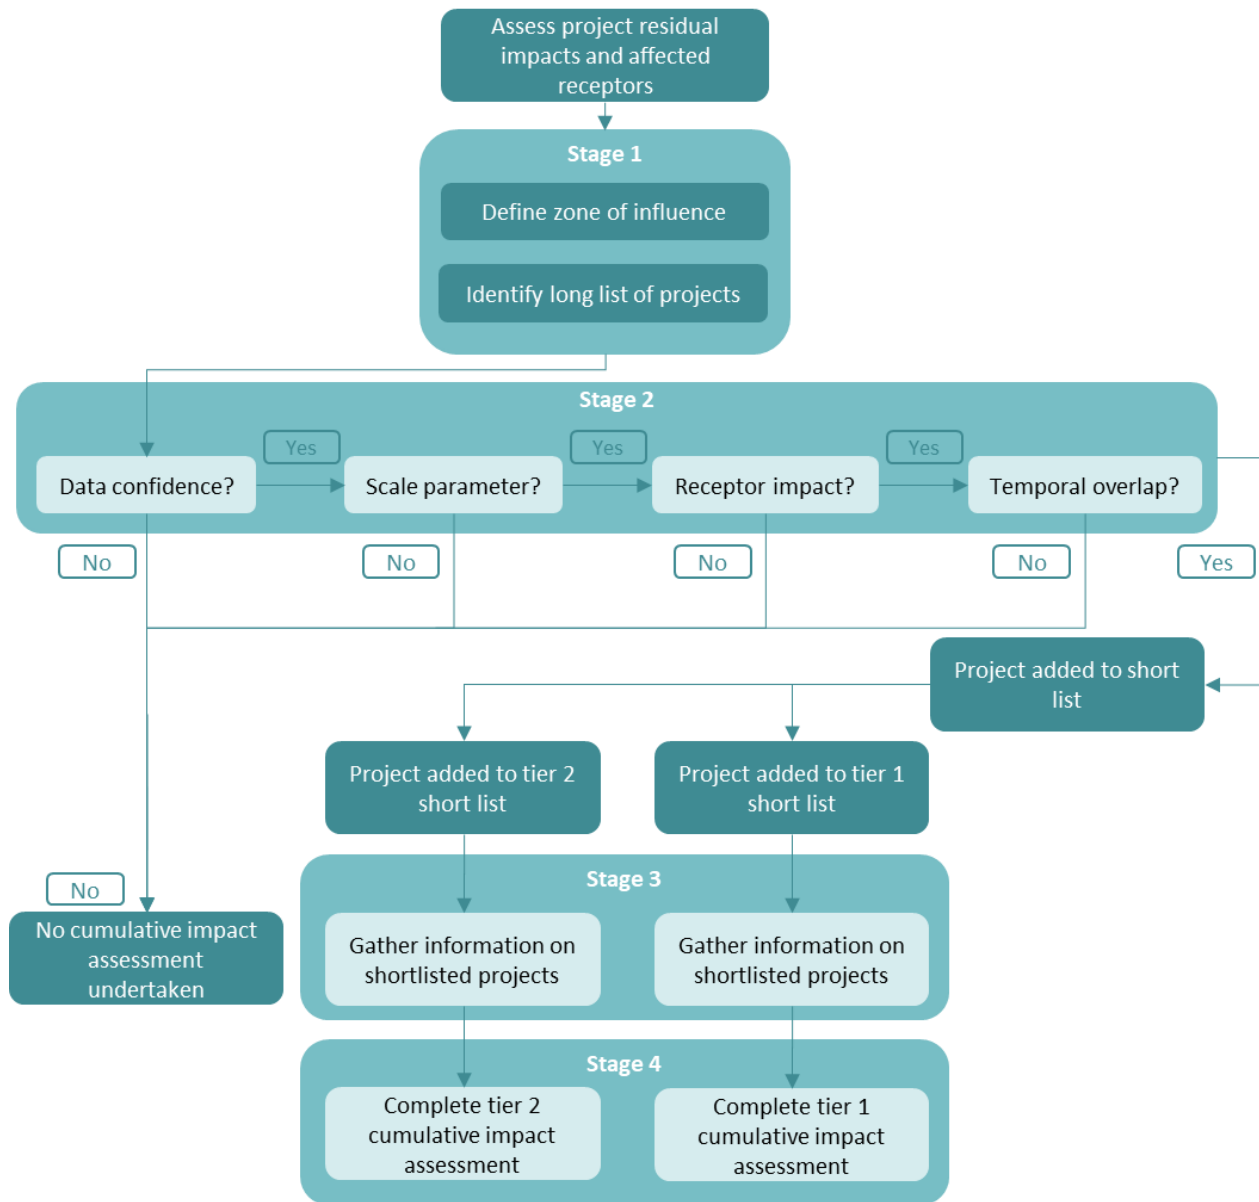 Assess project residual
impacts and affected
receptors
Stage 1
Define zone of influence
Identify long list of projects
Stage 2
Yes
Yes
Yes
Data confidence?
Scale parameter?
Receptor impact?
Temporal overlap?
No
No
No
No
Yes
Project added to short
list
Project added to tier 2
short list
Project added to tier 1
short list
Stage 3
No
No cumulative impact
assessment
undertaken
Gather information on
shortlisted projects
Gather information on
shortlisted projects
Stage 4
Complete tier 2
cumulative impact
assessment
Complete tier 1
cumulative impact
assessment